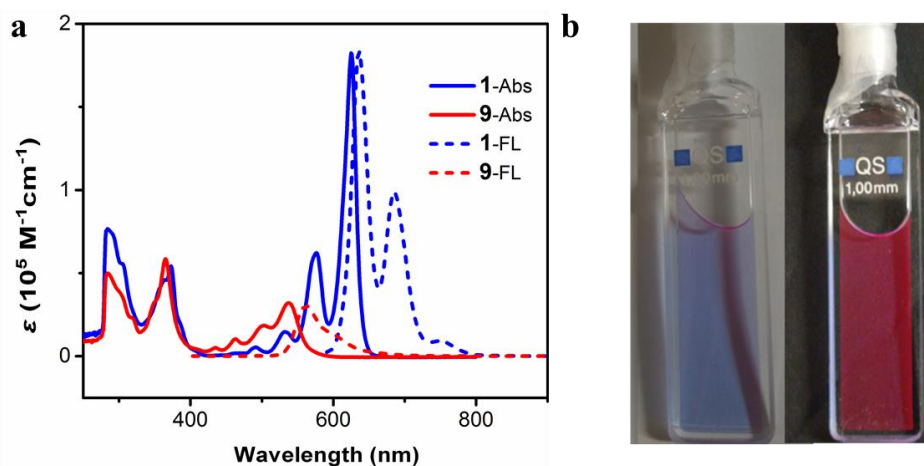 a
b
ε (10⁵ M⁻¹cm⁻¹)
2
1
0
1-Abs
9-Abs
1-FL
9-FL
400
600
800
Wavelength (nm)
QS
QS
1,00mm